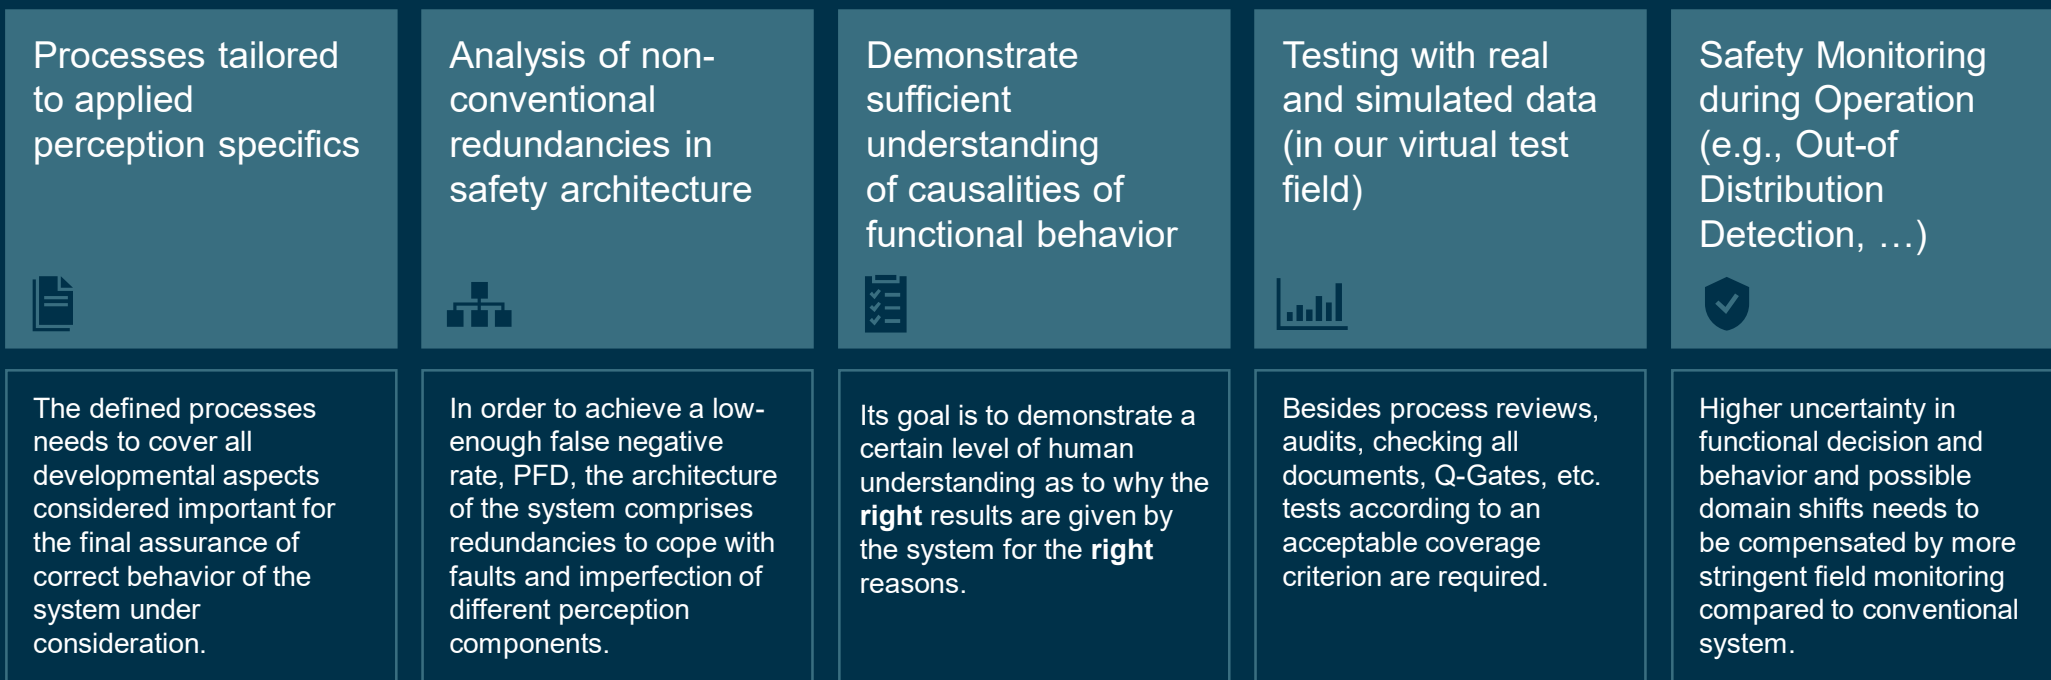 Processes tailored
to applied
perception specifics
The defined processes
needs to cover all
developmental aspects
considered important for
the final assurance of
correct behavior of the
system under
consideration.
Analysis of non-
conventional
redundancies in
safety architecture
In order to achieve a low-
enough false negative
rate, PFD, the architecture
of the system comprises
redundancies to cope with
faults and imperfection of
different perception
components.
Demonstrate
sufficient
understanding
of causalities of
functional behavior
Its goal is to demonstrate a
certain level of human
understanding as to why the
right results are given by
the system for the right
reasons.
Testing with real
and simulated data
(in our virtual test
field)
Besides process reviews,
audits, checking all
documents, Q-Gates, etc.
tests according to an
acceptable coverage
criterion are required.
Safety Monitoring
during Operation
(e.g., Out-of
Distribution
Detection, …)
Higher uncertainty in
functional decision and
behavior and possible
domain shifts needs to
be compensated by more
stringent field monitoring
compared to conventional
system.